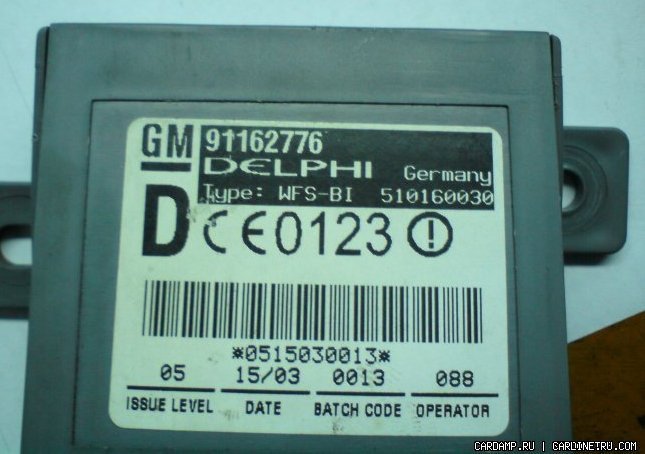 GM 91162776
DELPHI Germany
Type: WFS-BI 510160030
D CE0123
*0515030013*
05 15/03 0013 088
ISSUE LEVEL DATE BATCH CODE OPERATOR
CARDAMP.RU | CARDINETRU.COM